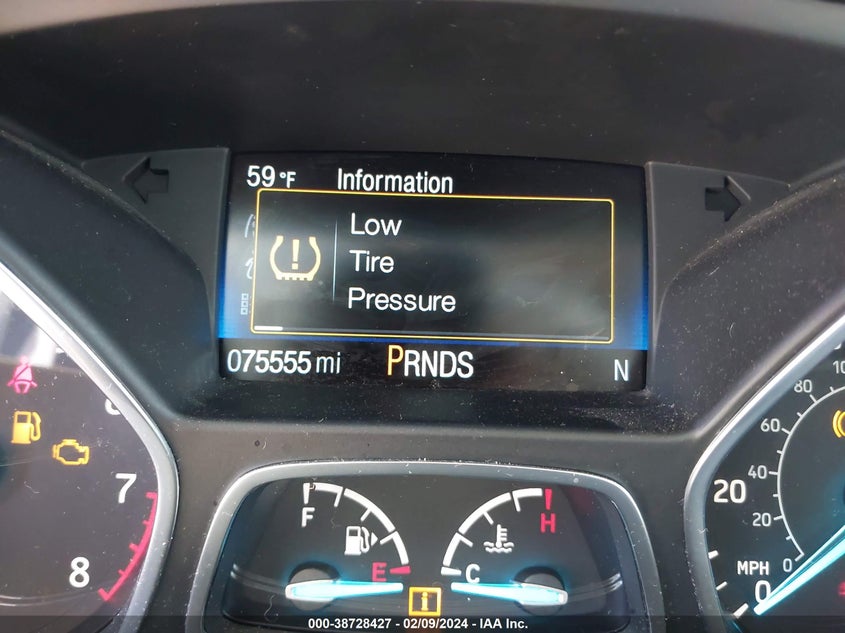 59°F Information
Low
Tire
Pressure
075555 mi PRNDS N
7
8
F
E
H
C
i
20
0
MPH
80
60
40
20
0
000-38728427 - 02/09/2024 - IAA Inc.